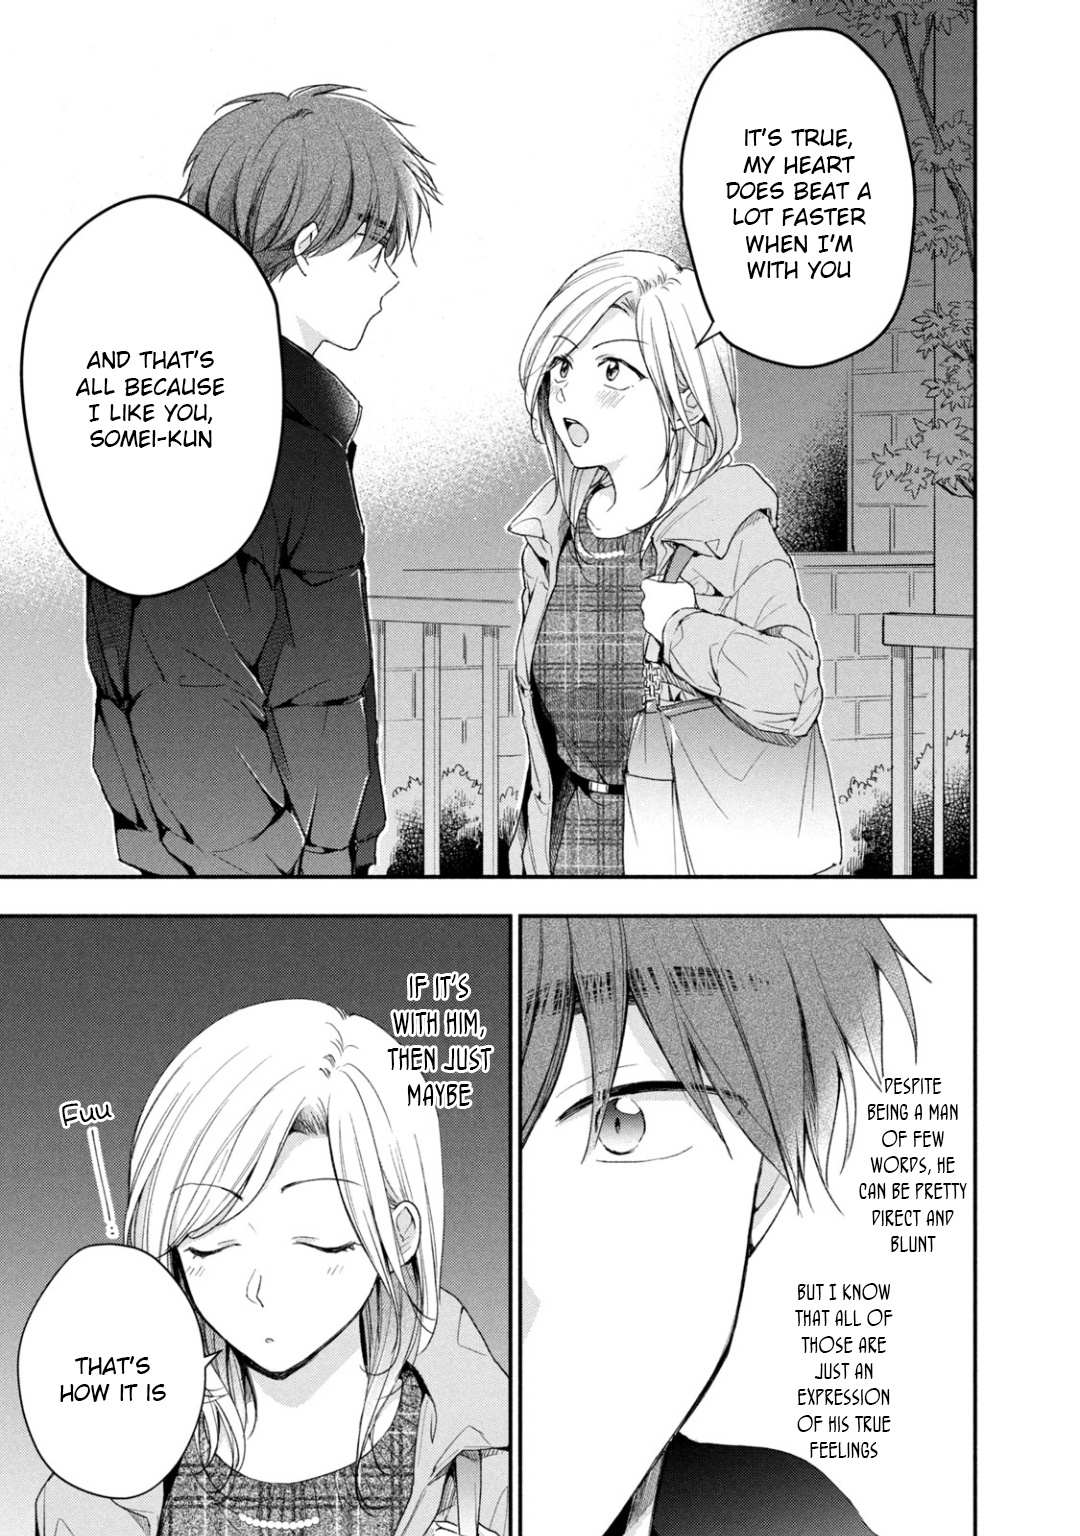 IT'S TRUE,
MY HEART
DOES BEAT A
LOT FASTER
WHEN I'M
WITH YOU
AND THAT'S
ALL BECAUSE
I LIKE YOU,
SOMEI-KUN
DESPITE
BEING A MAN
OF FEW
WORDS, HE
CAN BE PRETTY
DIRECT AND
BLUNT
BUT I KNOW
THAT ALL OF
THOSE ARE
JUST AN
EXPRESSION
OF HIS TRUE
FEELINGS
IF IT'S
WITH HIM,
THEN JUST
MAYBE
FUU
THAT'S
HOW IT IS